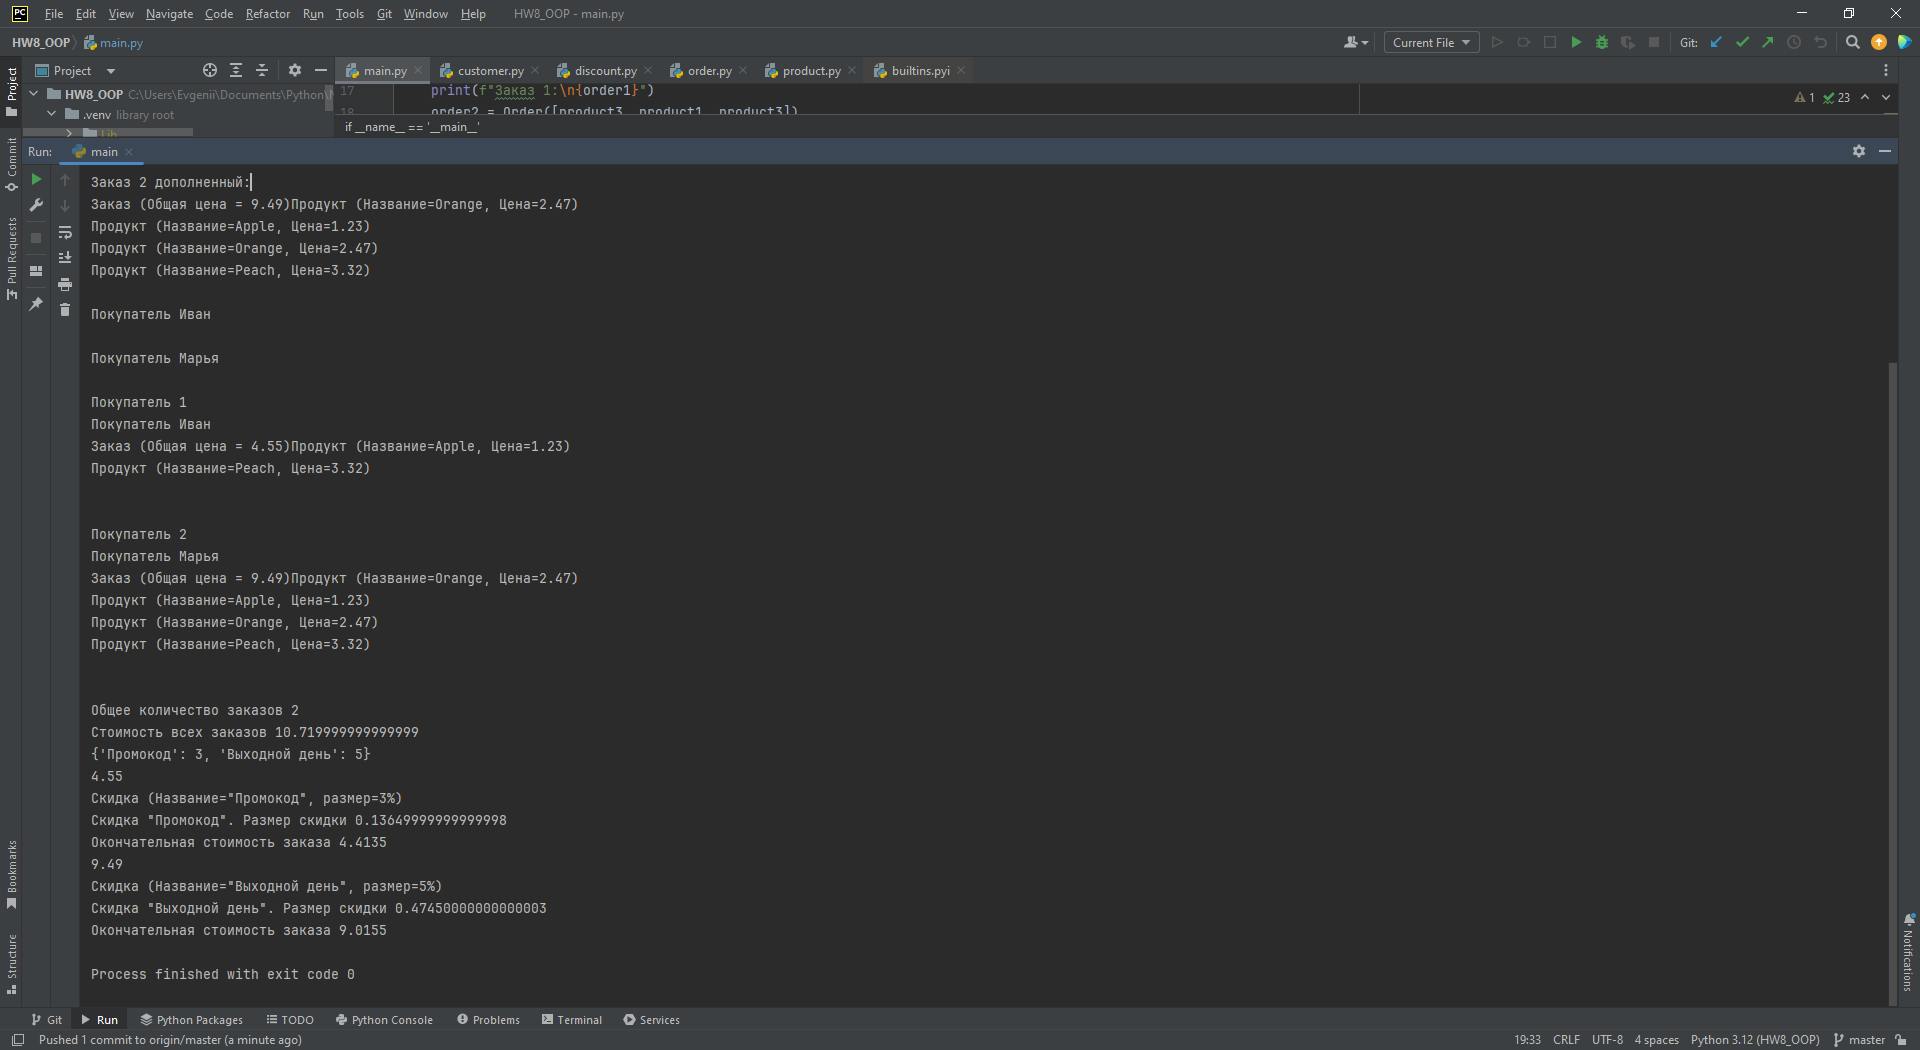 PC File Edit View Navigate Code Refactor Run Tools Git Window Help HW8_OOP - main.py
HW8_OOP main.py Current File Git:
Project main.py customer.py discount.py order.py product.py builtins.pyi
HW8_OOP C:\Users\Evgenii\Documents\Python\
.venv library root
Lib
17 print(f"Заказ 1:\n{order1}")
18 order2 = Order([product3, product1, product3])
1 23
if __name__ == '__main__'
Run: main
Заказ 2 дополненный:
Заказ (Общая цена = 9.49)Продукт (Название=Orange, Цена=2.47)
Продукт (Название=Apple, Цена=1.23)
Продукт (Название=Orange, Цена=2.47)
Продукт (Название=Peach, Цена=3.32)
Покупатель Иван
Покупатель Марья
Покупатель 1
Покупатель Иван
Заказ (Общая цена = 4.55)Продукт (Название=Apple, Цена=1.23)
Продукт (Название=Peach, Цена=3.32)
Покупатель 2
Покупатель Марья
Заказ (Общая цена = 9.49)Продукт (Название=Orange, Цена=2.47)
Продукт (Название=Apple, Цена=1.23)
Продукт (Название=Orange, Цена=2.47)
Продукт (Название=Peach, Цена=3.32)
Общее количество заказов 2
Стоимость всех заказов 10.719999999999999
{'Промокод': 3, 'Выходной день': 5}
4.55
Скидка (Название="Промокод", размер=3%)
Скидка "Промокод". Размер скидки 0.13649999999999998
Окончательная стоимость заказа 4.4135
9.49
Скидка (Название="Выходной день", размер=5%)
Скидка "Выходной день". Размер скидки 0.47450000000000003
Окончательная стоимость заказа 9.0155
Process finished with exit code 0
Project
Commit
Pull Requests
Bookmarks
Structure
Notifications
Git Run Python Packages TODO Python Console Problems Terminal Services
Pushed 1 commit to origin/master (a minute ago) 19:33 CRLF UTF-8 4 spaces Python 3.12 (HW8_OOP) master